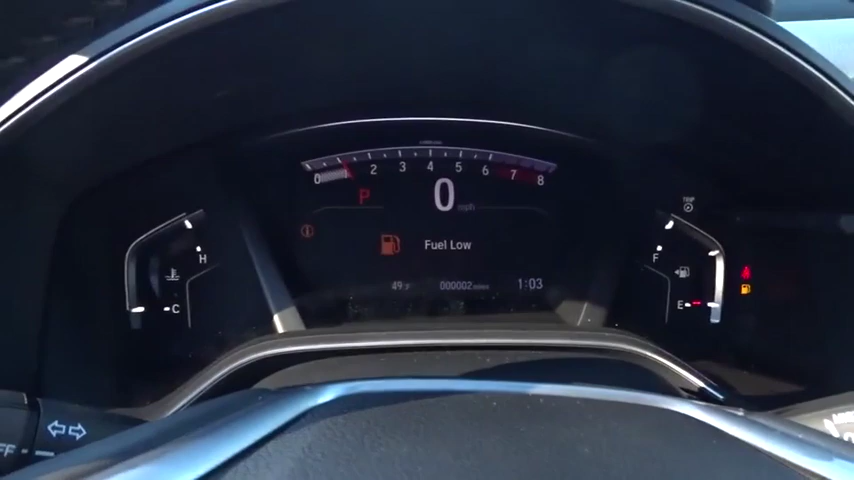 0 1 2 3 4 5 6 7 8
P
0 mph
TRIP
H
F
Fuel Low
C
E
49°F 000002 miles 1:03
FF